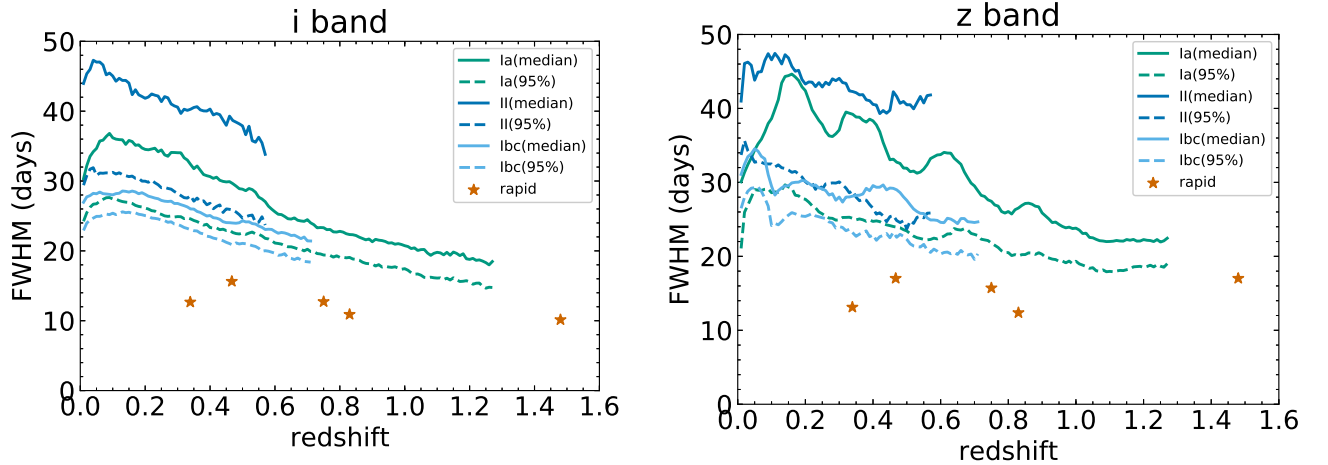 i band
50
40
30
20
10
0
FWHM (days)
Ia(median)
Ia(95%)
II(median)
II(95%)
Ibc(median)
Ibc(95%)
rapid
0.0 0.2 0.4 0.6 0.8 1.0 1.2 1.4 1.6
redshift
z band
50
40
30
20
10
0
FWHM (days)
Ia(median)
Ia(95%)
II(median)
II(95%)
Ibc(median)
Ibc(95%)
rapid
0.0 0.2 0.4 0.6 0.8 1.0 1.2 1.4 1.6
redshift